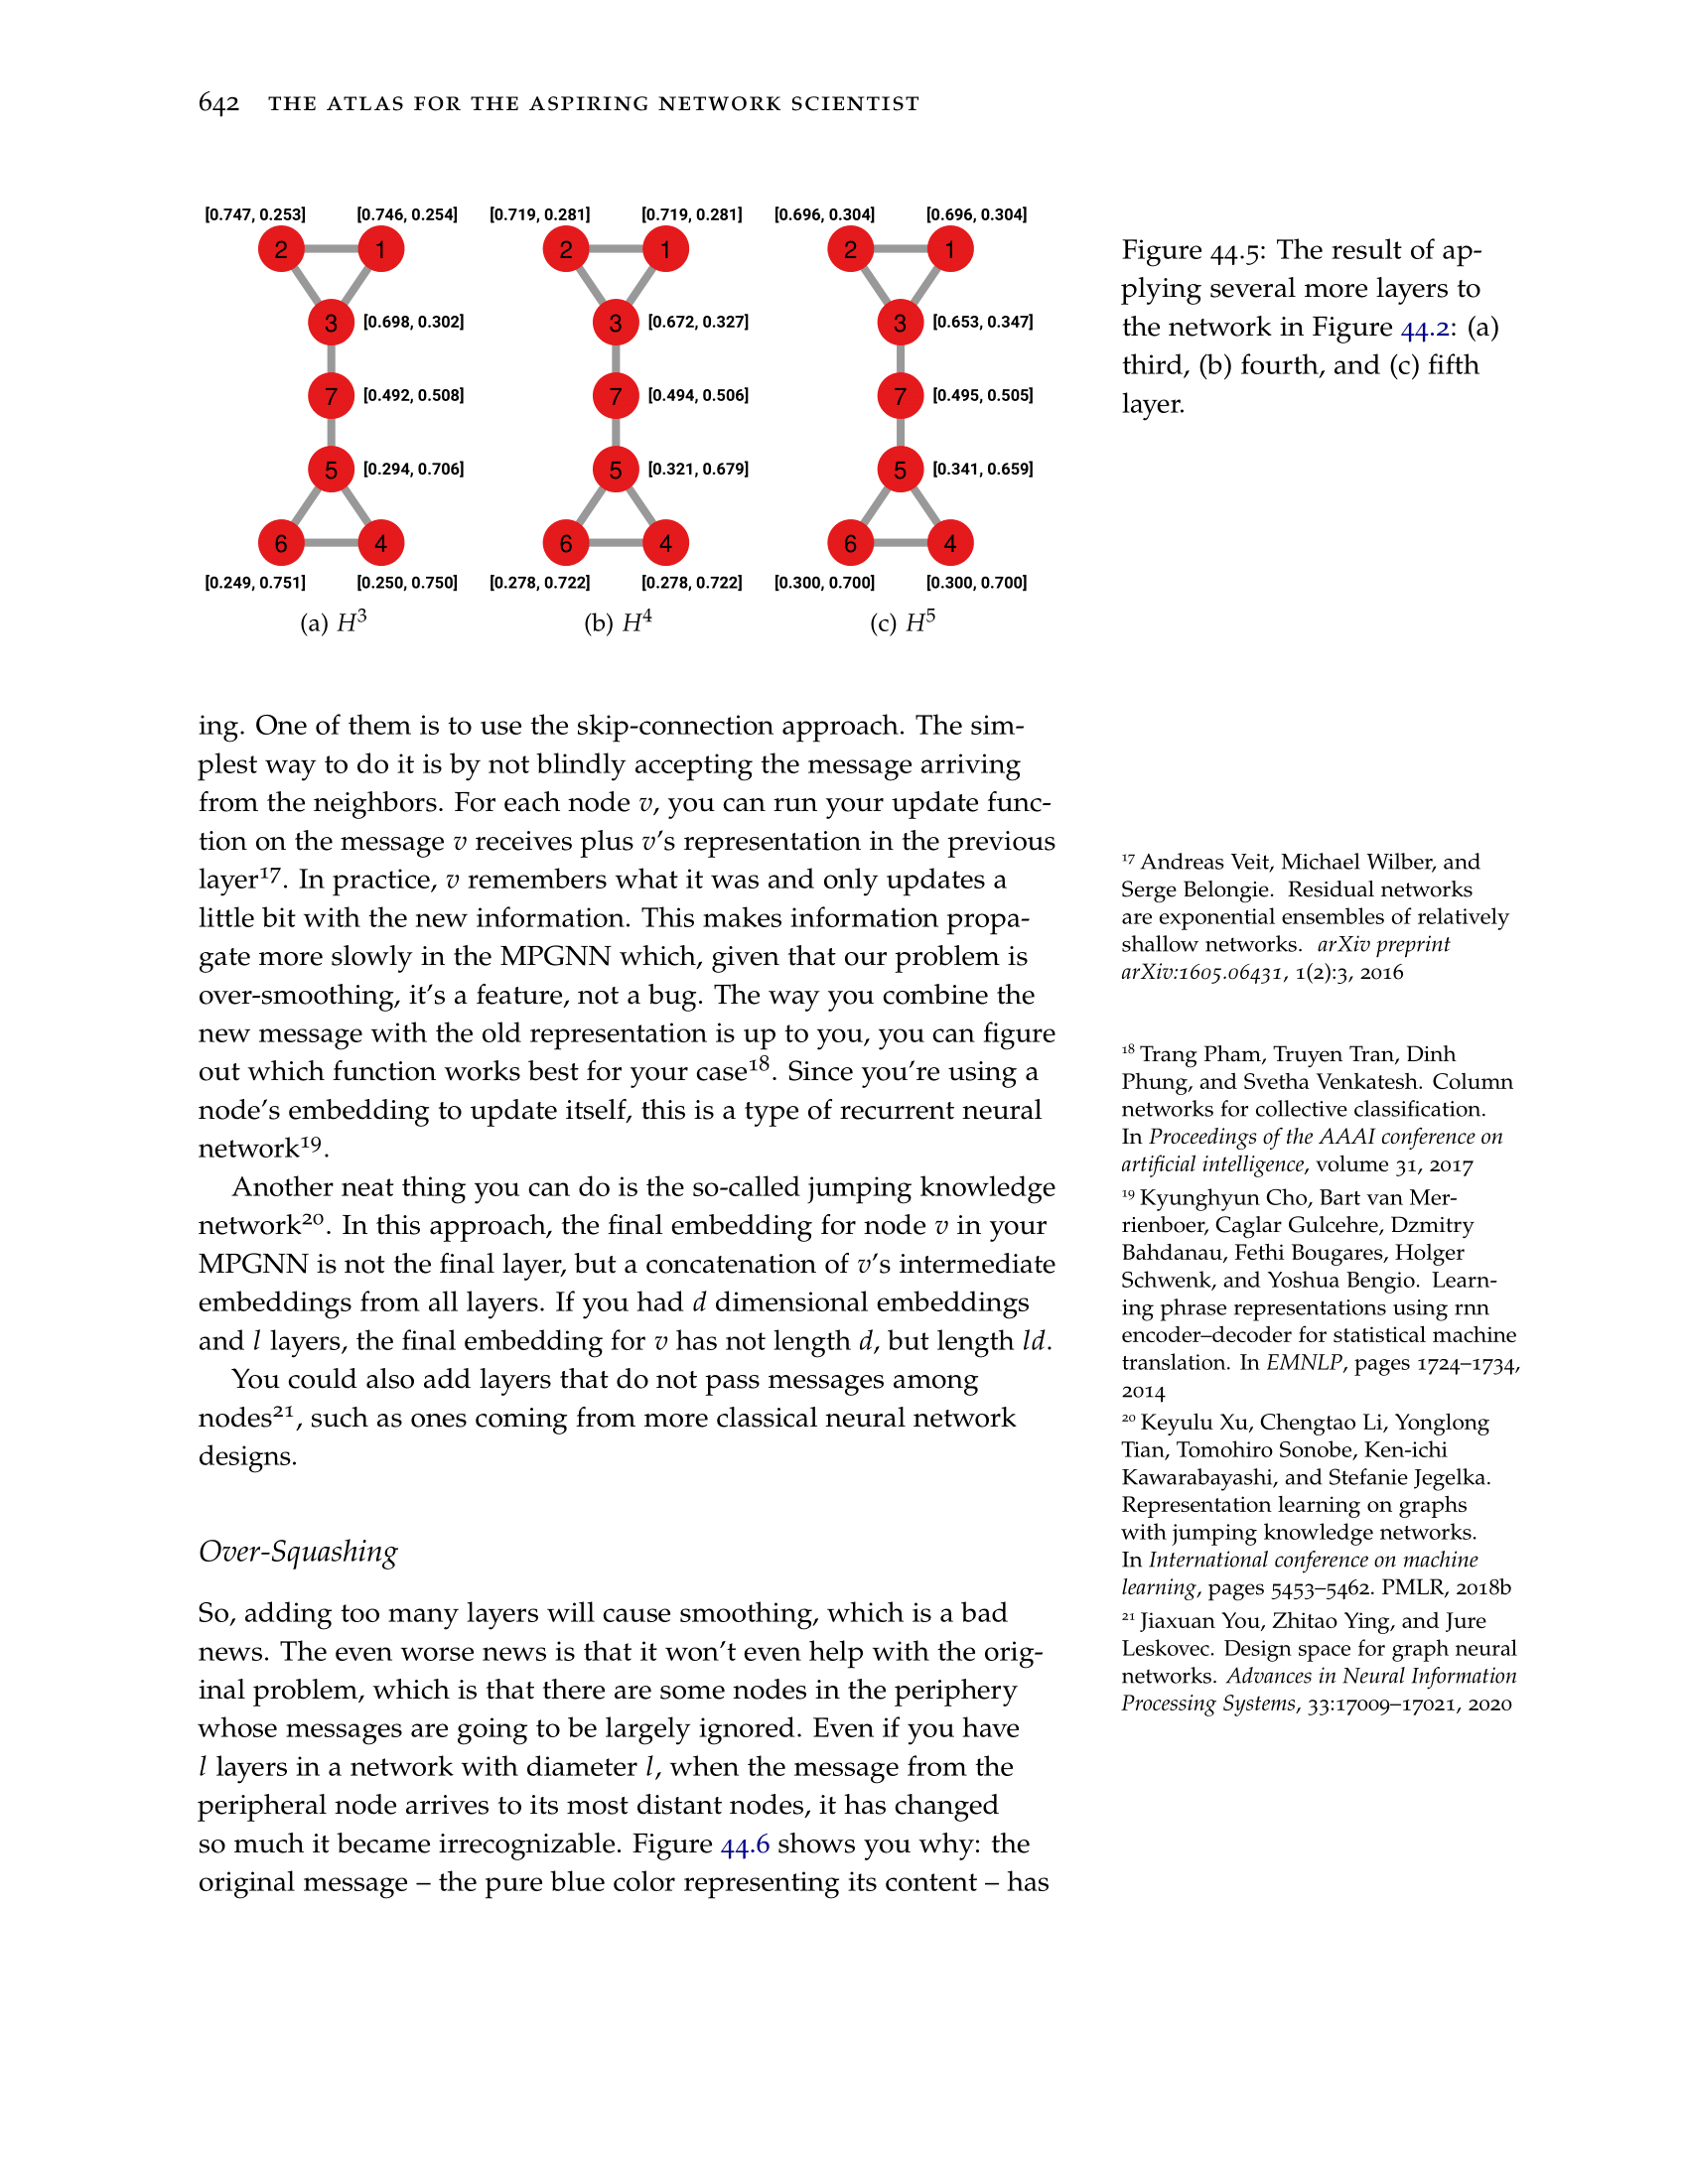 642 THE ATLAS FOR THE ASPIRING NETWORK SCIENTIST
[0.747, 0.253] [0.746, 0.254]
2 1
3 [0.698, 0.302]
7 [0.492, 0.508]
5 [0.294, 0.706]
6 4
[0.249, 0.751] [0.250, 0.750]
(a) H³
[0.719, 0.281] [0.719, 0.281]
2 1
3 [0.672, 0.327]
7 [0.494, 0.506]
5 [0.321, 0.679]
6 4
[0.278, 0.722] [0.278, 0.722]
(b) H⁴
[0.696, 0.304] [0.696, 0.304]
2 1
3 [0.653, 0.347]
7 [0.495, 0.505]
5 [0.341, 0.659]
6 4
[0.300, 0.700] [0.300, 0.700]
(c) H⁵
Figure 44.5: The result of ap-
plying several more layers to
the network in Figure 44.2: (a)
third, (b) fourth, and (c) fifth
layer.
ing. One of them is to use the skip-connection approach. The sim-
plest way to do it is by not blindly accepting the message arriving
from the neighbors. For each node v, you can run your update func-
tion on the message v receives plus v’s representation in the previous
layer¹⁷. In practice, v remembers what it was and only updates a
little bit with the new information. This makes information propa-
gate more slowly in the MPGNN which, given that our problem is
over-smoothing, it’s a feature, not a bug. The way you combine the
new message with the old representation is up to you, you can figure
out which function works best for your case¹⁸. Since you’re using a
node’s embedding to update itself, this is a type of recurrent neural
network¹⁹.
Another neat thing you can do is the so-called jumping knowledge
network²⁰. In this approach, the final embedding for node v in your
MPGNN is not the final layer, but a concatenation of v’s intermediate
embeddings from all layers. If you had d dimensional embeddings
and l layers, the final embedding for v has not length d, but length ld.
You could also add layers that do not pass messages among
nodes²¹, such as ones coming from more classical neural network
designs.
Over-Squashing
So, adding too many layers will cause smoothing, which is a bad
news. The even worse news is that it won’t even help with the orig-
inal problem, which is that there are some nodes in the periphery
whose messages are going to be largely ignored. Even if you have
l layers in a network with diameter l, when the message from the
peripheral node arrives to its most distant nodes, it has changed
so much it became irrecognizable. Figure 44.6 shows you why: the
original message – the pure blue color representing its content – has
¹⁷ Andreas Veit, Michael Wilber, and
Serge Belongie. Residual networks
are exponential ensembles of relatively
shallow networks. arXiv preprint
arXiv:1605.06431, 1(2):3, 2016
¹⁸ Trang Pham, Truyen Tran, Dinh
Phung, and Svetha Venkatesh. Column
networks for collective classification.
In Proceedings of the AAAI conference on
artificial intelligence, volume 31, 2017
¹⁹ Kyunghyun Cho, Bart van Mer-
rienboer, Caglar Gulcehre, Dzmitry
Bahdanau, Fethi Bougares, Holger
Schwenk, and Yoshua Bengio. Learn-
ing phrase representations using rnn
encoder–decoder for statistical machine
translation. In EMNLP, pages 1724–1734,
2014
²⁰ Keyulu Xu, Chengtao Li, Yonglong
Tian, Tomohiro Sonobe, Ken-ichi
Kawarabayashi, and Stefanie Jegelka.
Representation learning on graphs
with jumping knowledge networks.
In International conference on machine
learning, pages 5453–5462. PMLR, 2018b
²¹ Jiaxuan You, Zhitao Ying, and Jure
Leskovec. Design space for graph neural
networks. Advances in Neural Information
Processing Systems, 33:17009–17021, 2020